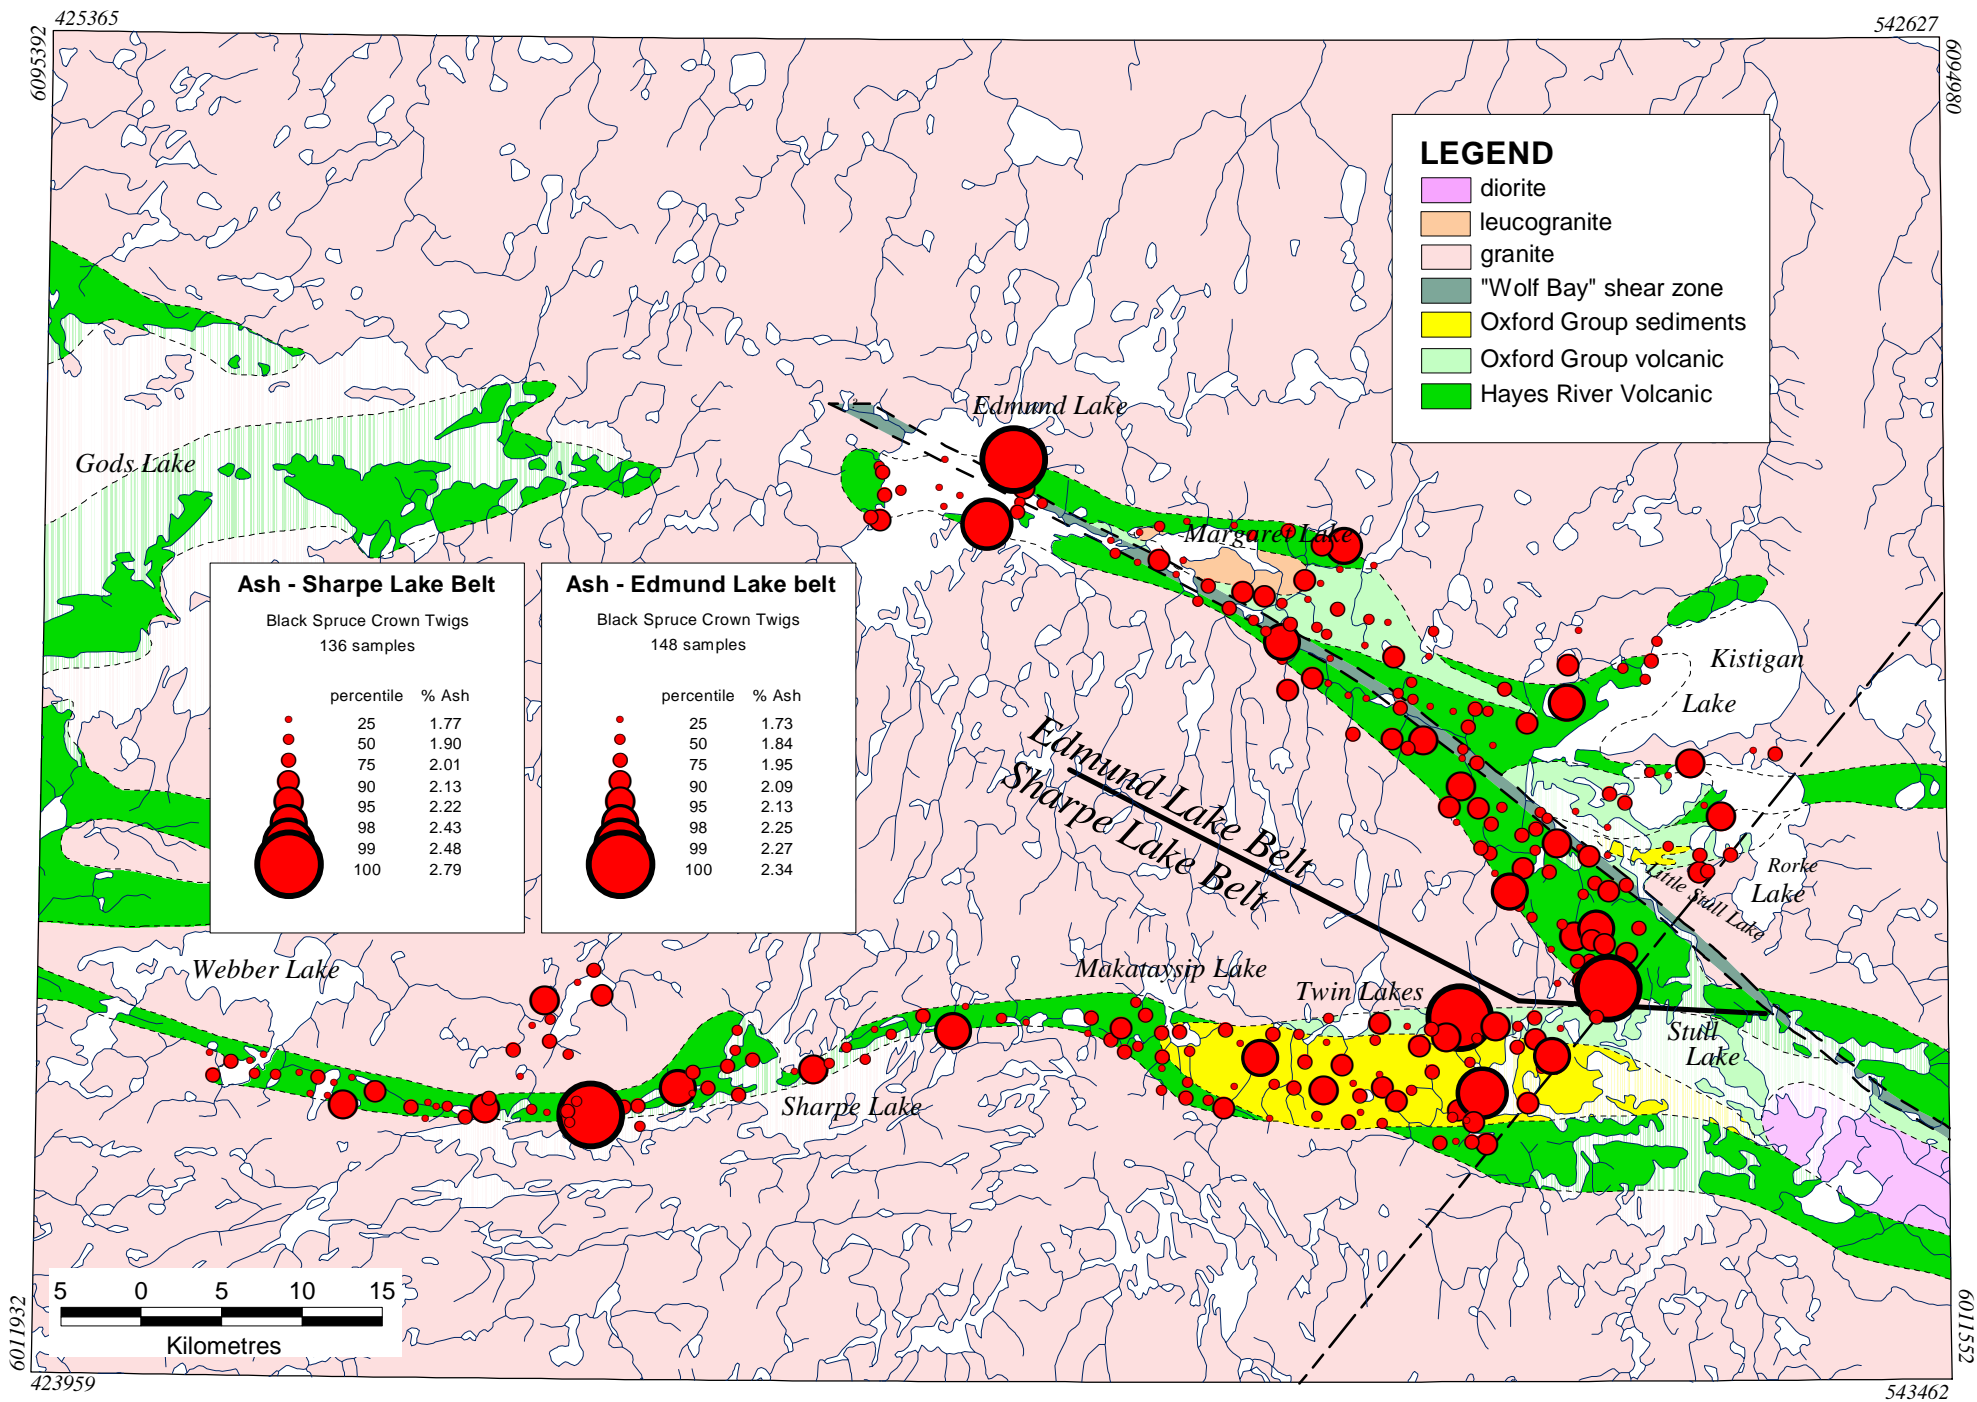 425365
542627
6095392
6094980
LEGEND
diorite
leucogranite
granite
"Wolf Bay" shear zone
Oxford Group sediments
Oxford Group volcanic
Hayes River Volcanic
Edmund Lake
Gods Lake
Margaret Lake
Ash - Sharpe Lake Belt
Black Spruce Crown Twigs
136 samples
percentile % Ash
25 1.77
50 1.90
75 2.01
90 2.13
95 2.22
98 2.43
99 2.48
100 2.79
Ash - Edmund Lake belt
Black Spruce Crown Twigs
148 samples
percentile % Ash
25 1.73
50 1.84
75 1.95
90 2.09
95 2.13
98 2.25
99 2.27
100 2.34
Kistigan
Lake
Edmund Lake Belt
Sharpe Lake Belt
Rorke
Lake
Little Stull Lake
Webber Lake
Makataysip Lake
Twin Lakes
Stull
Lake
Sharpe Lake
5 0 5 10 15
Kilometres
6011932
6011552
423959
543462